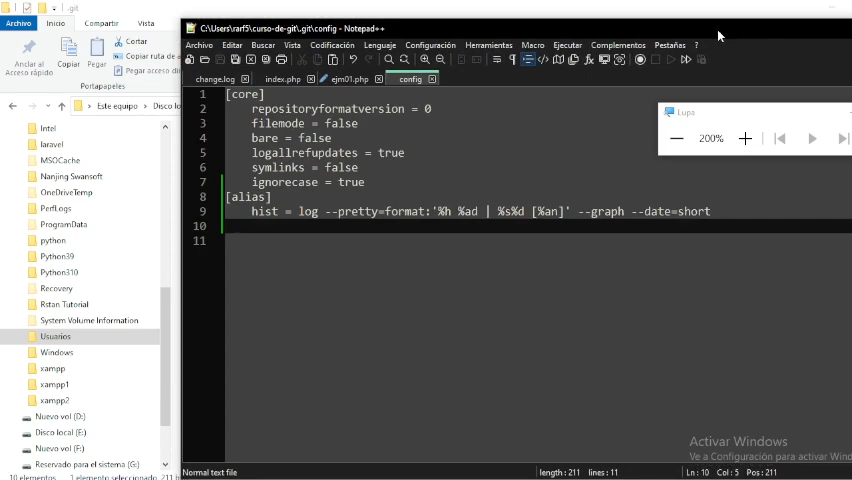 .git
Archivo Inicio Compartir Vista
Anclar al Acceso rápido
Copiar
Pegar
Cortar
Copiar ruta de a
Pegar acceso di
Portapapeles
Este equipo Disco lo
Intel
laravel
MSOCache
Nanjing Swansoft
OneDriveTemp
PerfLogs
ProgramData
python
Python39
Python310
Recovery
Rstan Tutorial
System Volume Information
Usuarios
Windows
xampp
xampp1
xampp2
Nuevo vol (D:)
Disco local (E:)
Nuevo vol (F:)
Reservado para el sistema (G:)
10 elementos 1 elemento seleccionado 211
C:\Users\rarf5\curso-de-git\.git\config - Notepad++
Archivo Editar Buscar Vista Codificación Lenguaje Configuración Herramientas Macro Ejecutar Complementos Pestañas ?
change.log index.php ejm01.php config
1 [core]
2 repositoryformatversion = 0
3 filemode = false
4 bare = false
5 logallrefupdates = true
6 symlinks = false
7 ignorecase = true
8 [alias]
9 hist = log --pretty=format:'%h %ad | %s%d [%an]' --graph --date=short
10
11
Lupa
200%
Activar Windows
Ve a Configuración para activar Wind
Normal text file length : 211 lines : 11 Ln : 10 Col : 5 Pos : 211